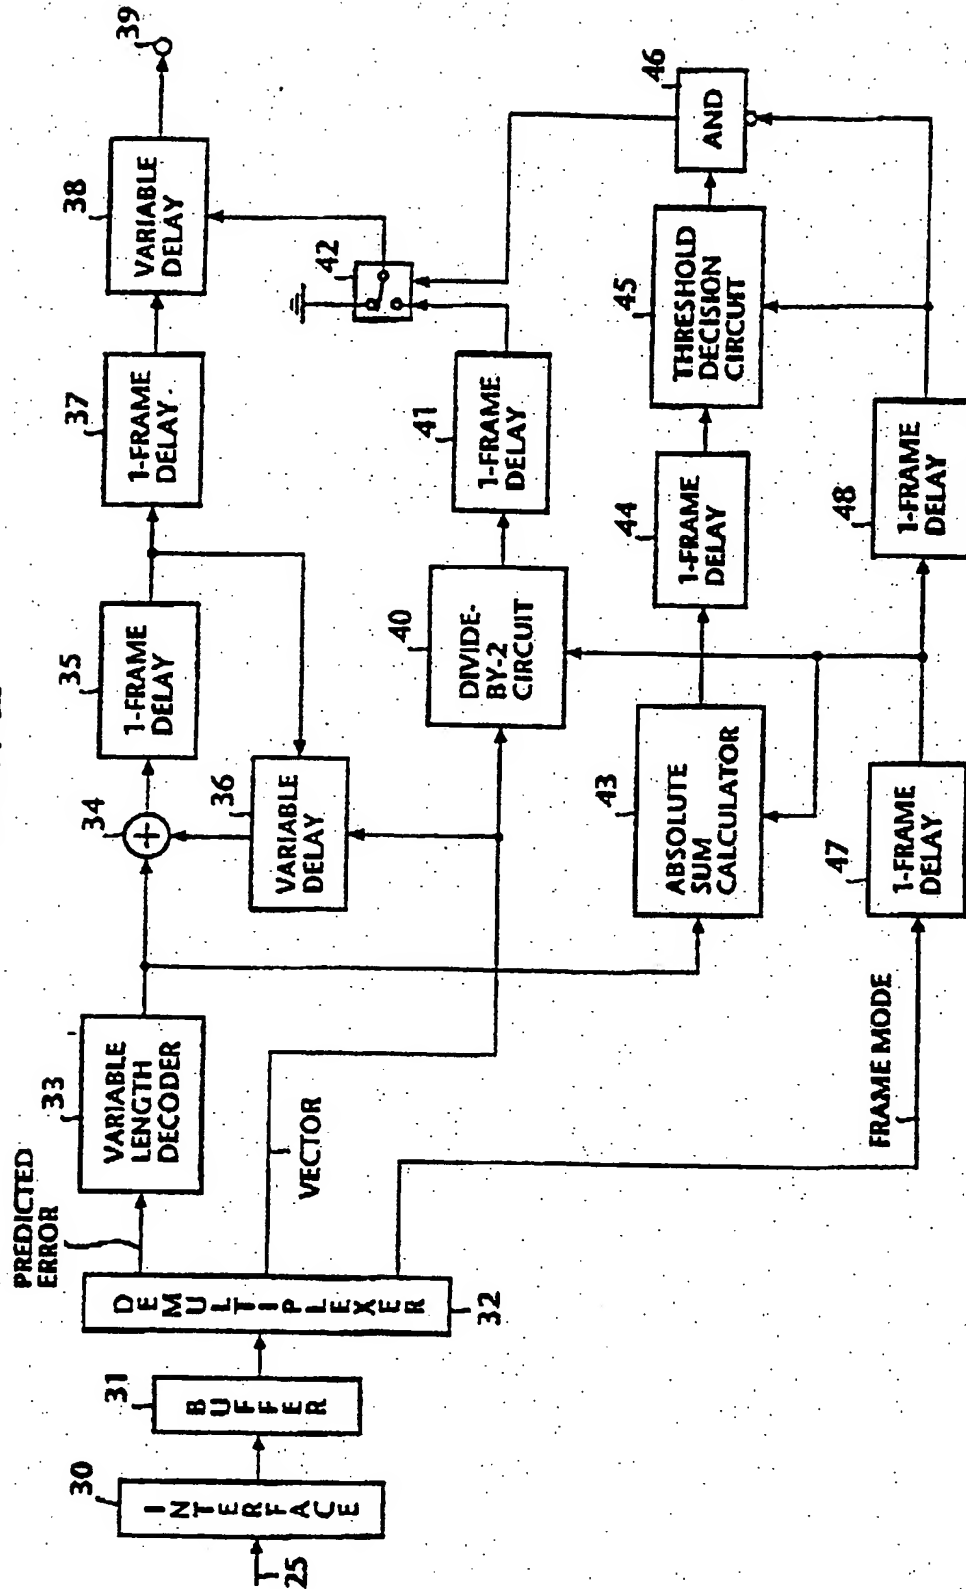 25
30
INTERFACE
31
BUFFER
DEMULTIPLEXER
32
PREDICTED
ERROR
33
VARIABLE
LENGTH
DECODER
34
+
35
1-FRAME
DELAY
36
VARIABLE
DELAY
37
1-FRAME
DELAY
38
VARIABLE
DELAY
39
VECTOR
40
DIVIDE-
BY-2
CIRCUIT
41
1-FRAME
DELAY
42
43
ABSOLUTE
SUM
CALCULATOR
44
1-FRAME
DELAY
45
THRESHOLD
DECISION
CIRCUIT
46
AND
FRAME MODE
47
1-FRAME
DELAY
48
1-FRAME
DELAY